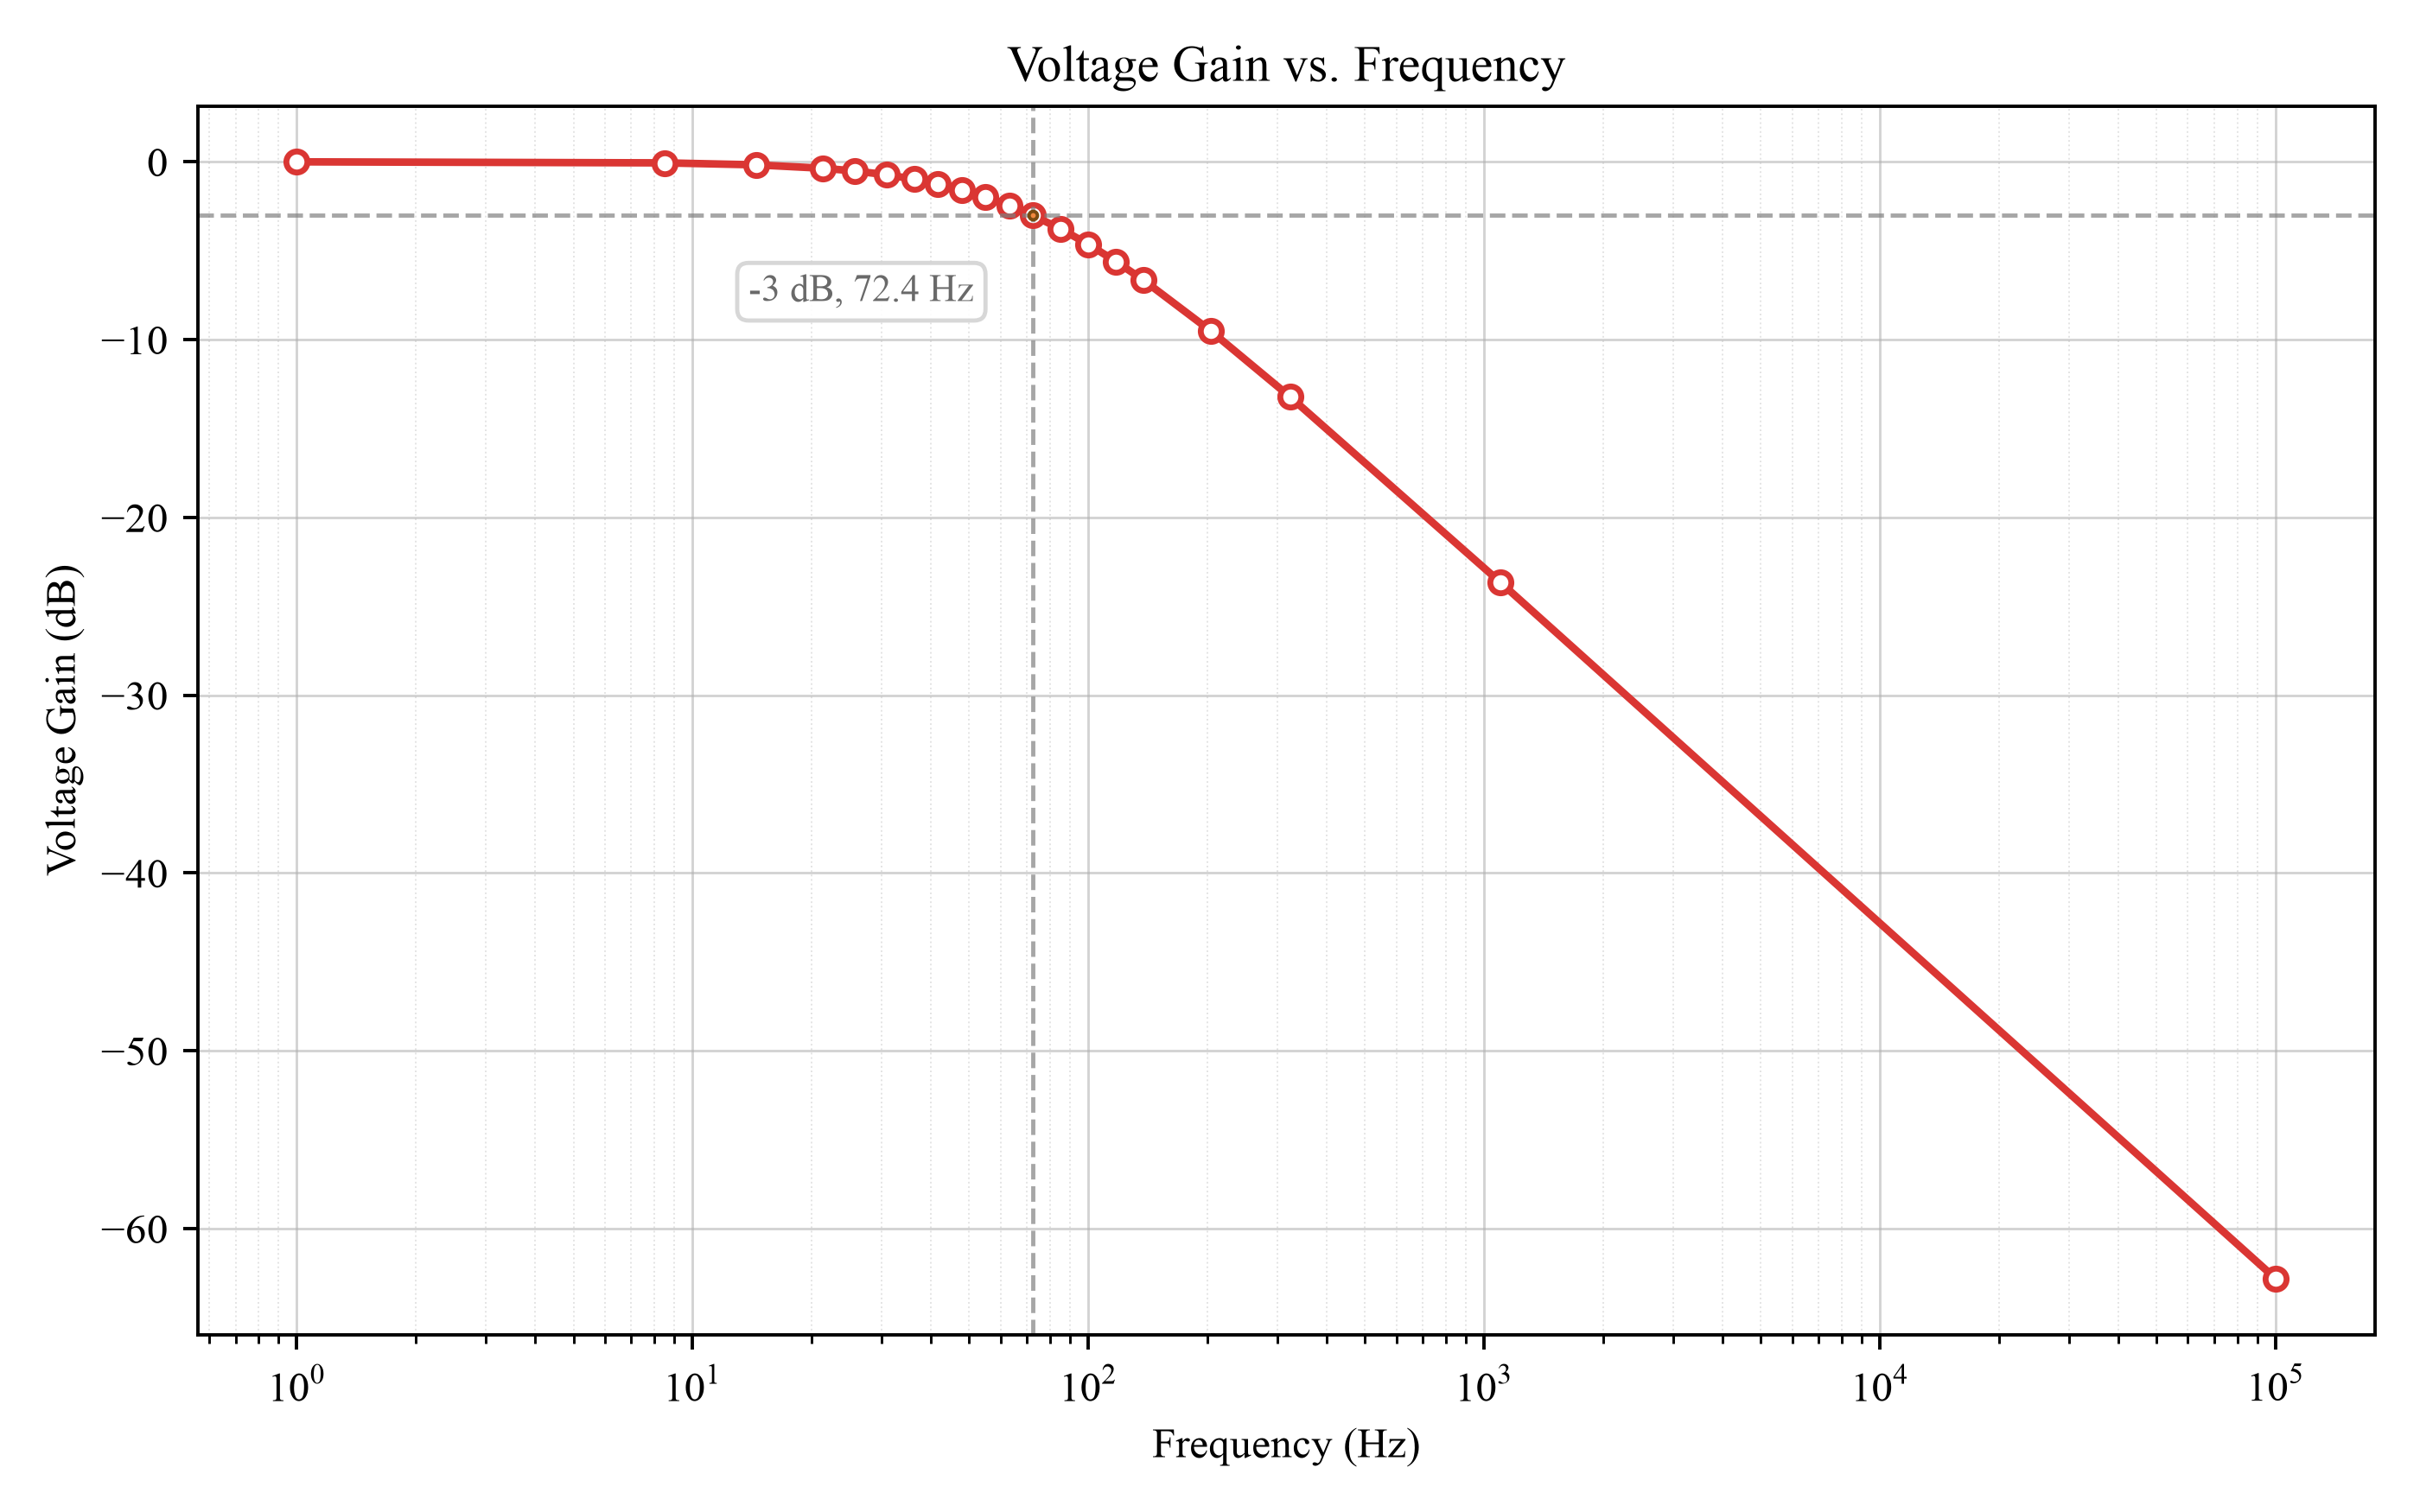 Voltage Gain vs. Frequency
Voltage Gain (dB)
0
−10
−20
−30
−40
−50
−60
-3 dB, 72.4 Hz
10⁰ 10¹ 10² 10³ 10⁴ 10⁵
Frequency (Hz)